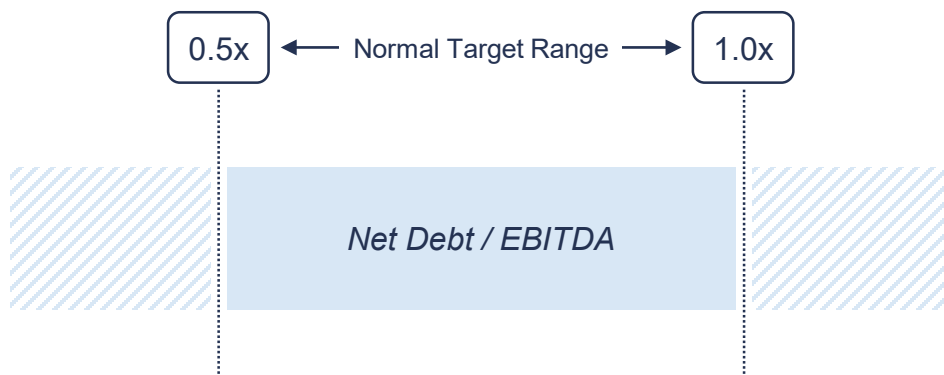 0.5x
Normal Target Range
1.0x
Net Debt / EBITDA